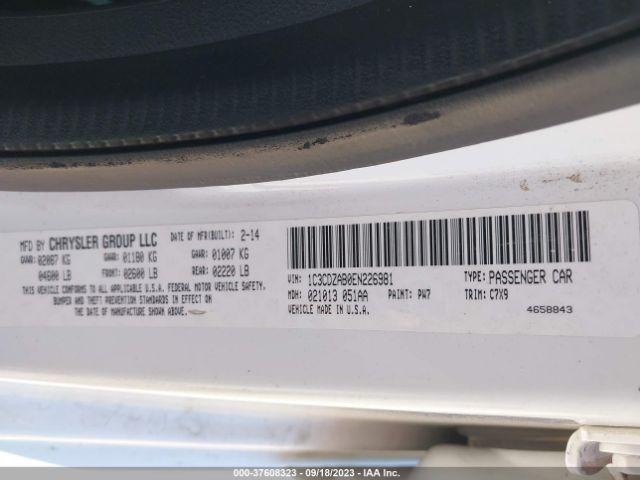 MFD BY CHRYSLER GROUP LLC DATE OF MFR(BUILT): 2-14
GVWR: 02087 KG GAWR: 01180 KG GAWR: 01007 KG
04600 LB FRONT: 02600 LB REAR: 02220 LB
THIS VEHICLE CONFORMS TO ALL APPLICABLE U.S.A. FEDERAL MOTOR VEHICLE SAFETY,
BUMPER AND THEFT PREVENTION STANDARDS IN EFFECT ON
THE DATE OF MANUFACTURE SHOWN ABOVE.
VIN: 1C3CDZAB0EN226981 TYPE: PASSENGER CAR
MDH: 021013 051AA PAINT: PW7 TRIM: C7X9
VEHICLE MADE IN U.S.A. 4658843
000-37608323 - 09/18/2023 - IAA Inc.